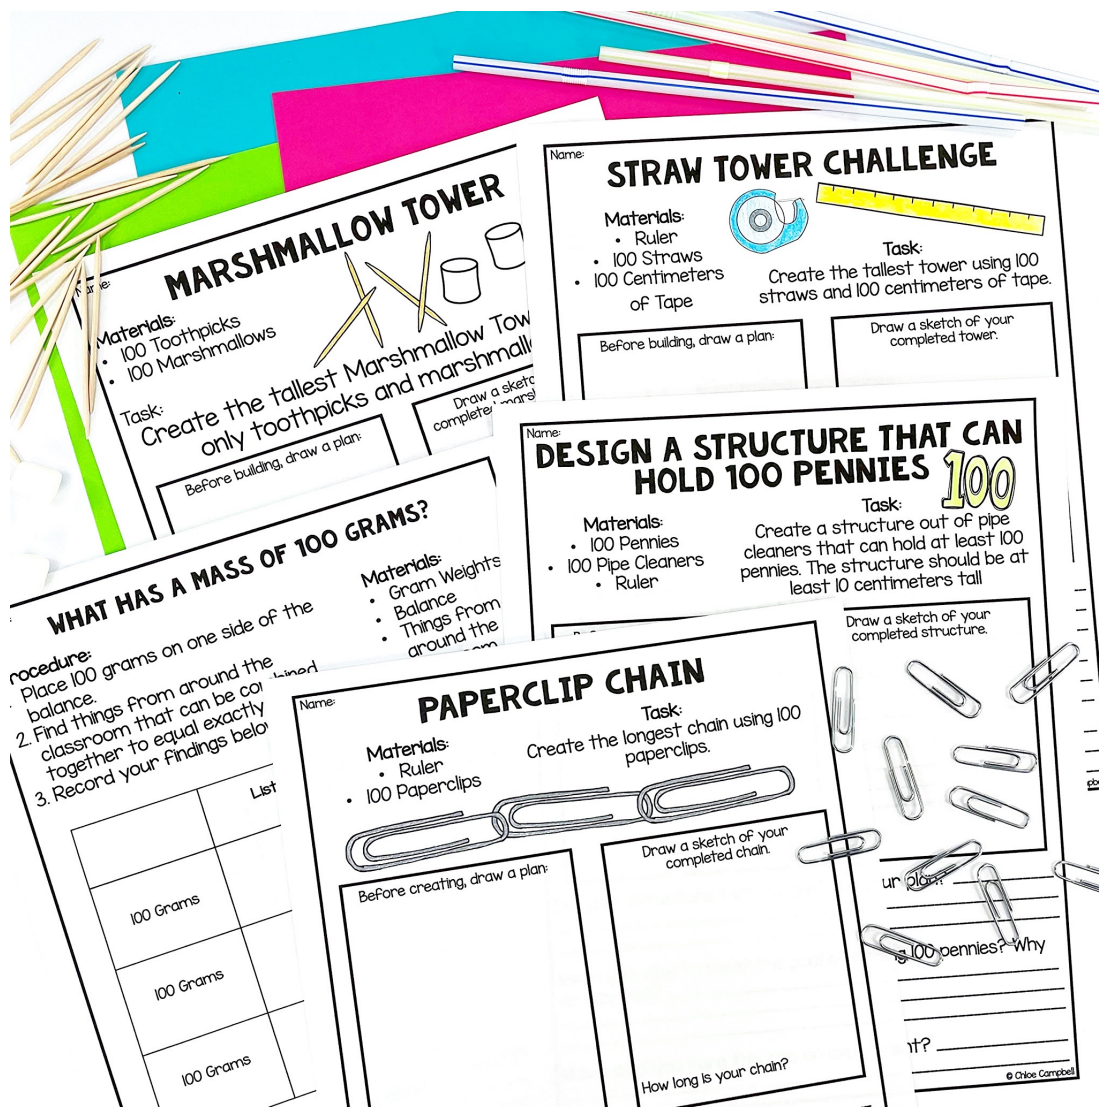 Name:
MARSHMALLOW TOWER
Materials:
• 100 Toothpicks
• 100 Marshmallows
Task:
Create the tallest Marshmallow
only toothpicks and
Before building, draw a plan:
Draw a
completed
Name:
STRAW TOWER CHALLENGE
Materials:
• Ruler
• 100 Straws
• 100 Centimeters
of Tape
Task:
Create the tallest tower using 100
straws and 100 centimeters of tape.
Before building, draw a plan:
Draw a sketch of your
completed tower.
WHAT HAS A MASS OF 100 GRAMS?
Materials:
• Gram Weights
• Balance
• Things from
around the
Place 100 grams on one side of the
balance.
2. Find things from around the
classroom that can be combined
together to equal exactly
3. Record your findings
List
100 Grams
100 Grams
100 Grams
Name:
DESIGN A STRUCTURE THAT CAN
HOLD 100 PENNIES
100
Materials:
• 100 Pennies
• 100 Pipe Cleaners
• Ruler
Task:
Create a structure out of pipe
cleaners that can hold at least 100
pennies. The structure should be at
least 10 centimeters tall
Draw a sketch of your
completed structure.
plan?
100 pennies? Why
© Chloe Campbell
Name:
PAPERCLIP CHAIN
Materials:
• Ruler
• 100 Paperclips
Task:
Create the longest chain using 100
paperclips.
Before creating, draw a plan:
Draw a sketch of your
completed chain.
How long is your chain?